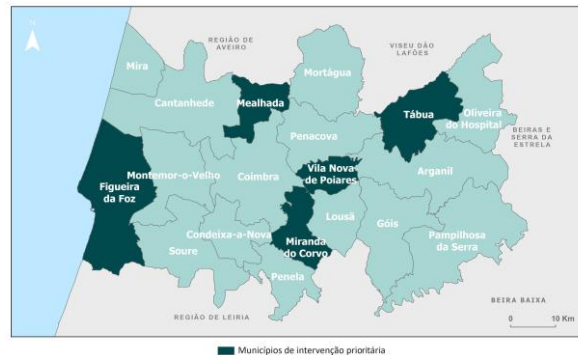 N
REGIÃO DE
AVEIRO
VISEU DÃO
LAFÕES
Mira
Mortágua
Cantanhede
Mealhada
Tábua
Oliveira
do Hospital
Penacova
BEIRAS E
SERRA DA
ESTRELA
Vila Nova
de Poiares
Arganil
Montemor-o-Velho
Coimbra
Figueira
da Foz
Lousã
Góis
Condeixa-a-Nova
Miranda
do Corvo
Pampilhosa
da Serra
Soure
Penela
BEIRA BAIXA
REGIÃO DE LEIRIA
0 10 Km
Municípios de intervenção prioritária